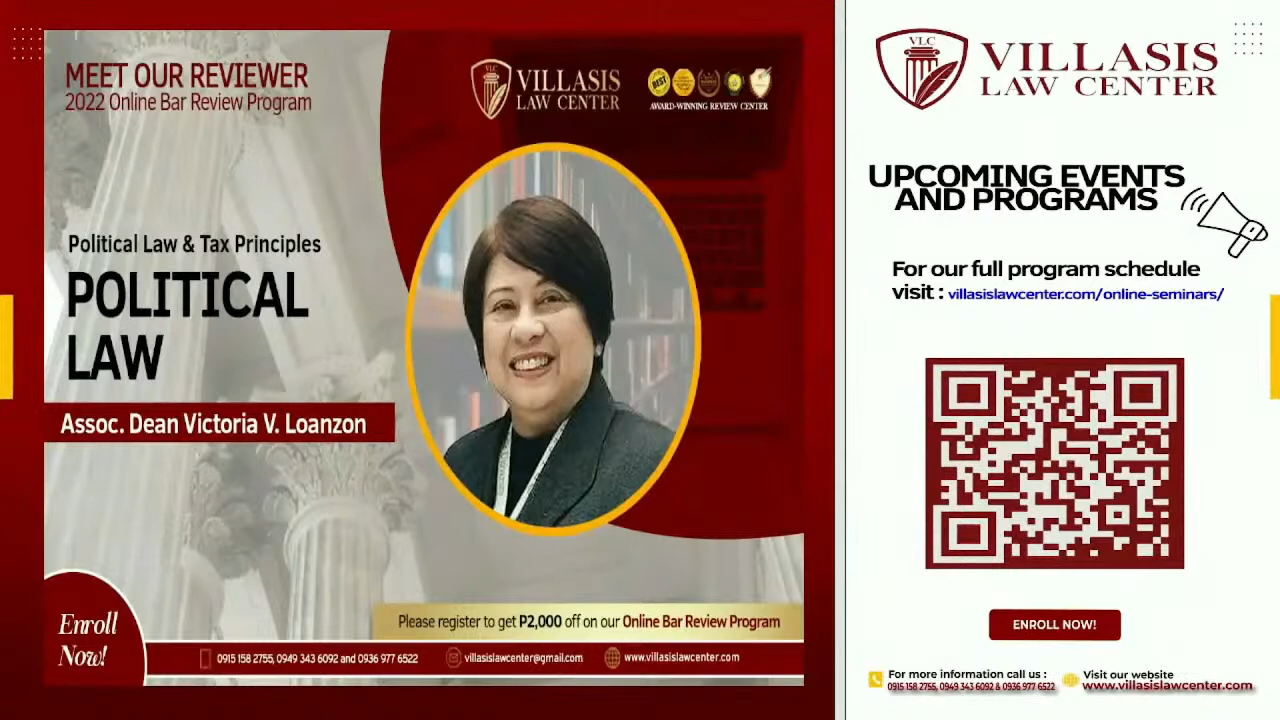 MEET OUR REVIEWER
2022 Online Bar Review Program
VLC
VILLASIS
LAW CENTER
BEST
AWARD-WINNING REVIEW CENTER
Political Law & Tax Principles
POLITICAL
LAW
Assoc. Dean Victoria V. Loanzon
Please register to get P2,000 off on our Online Bar Review Program
Enroll
Now!
0915 158 2755, 0949 343 6092 and 0936 977 6522
villasislawcenter@gmail.com
www.villasislawcenter.com
VLC
VILLASIS
LAW CENTER
UPCOMING EVENTS
AND PROGRAMS
For our full program schedule
visit : villasislawcenter.com/online-seminars/
ENROLL NOW!
For more information call us :
0915 158 2755, 0949 343 6092 & 0936 977 6522
Visit our website
www.villasislawcenter.com